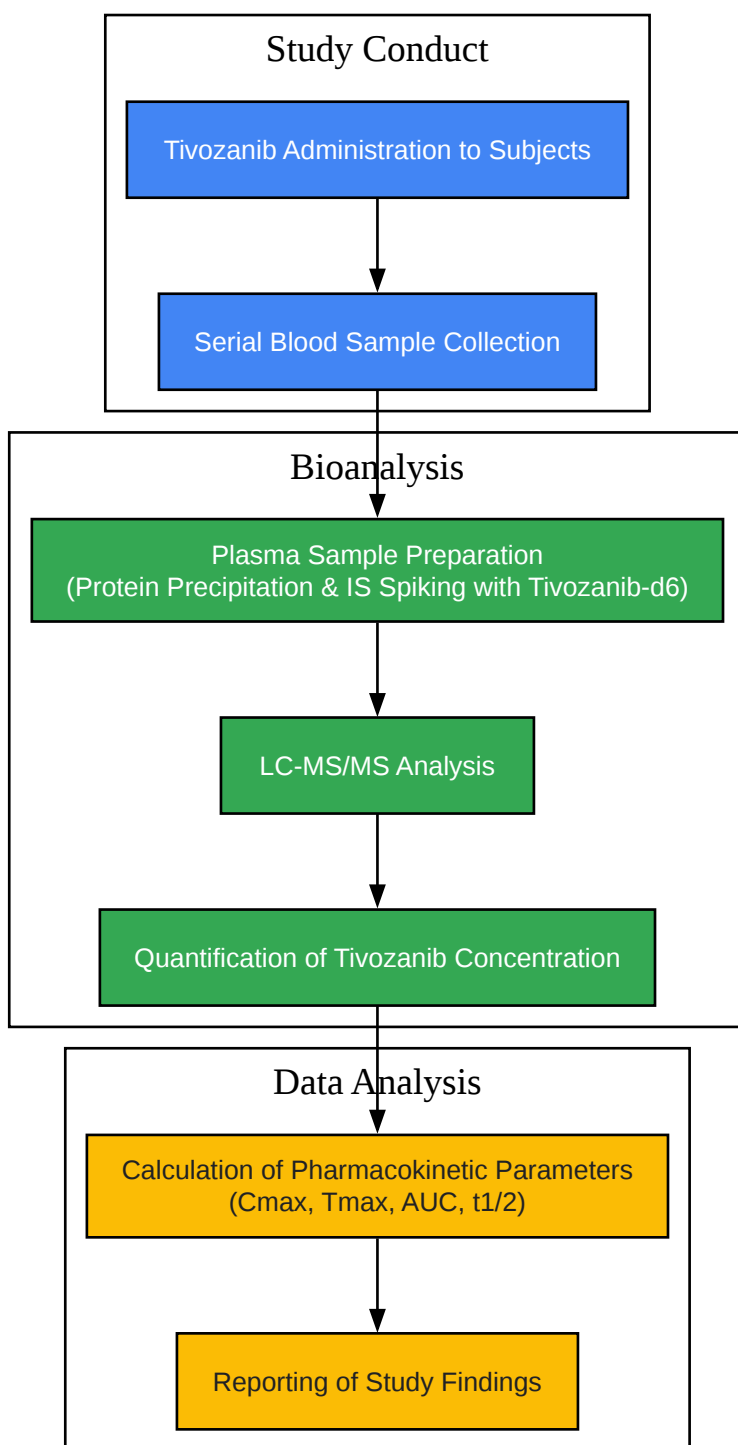 Study Conduct
Tivozanib Administration to Subjects
Serial Blood Sample Collection
Bioanalysis
Plasma Sample Preparation
(Protein Precipitation & IS Spiking with Tivozanib-d6)
LC-MS/MS Analysis
Quantification of Tivozanib Concentration
Data Analysis
Calculation of Pharmacokinetic Parameters
(Cmax, Tmax, AUC, t1/2)
Reporting of Study Findings